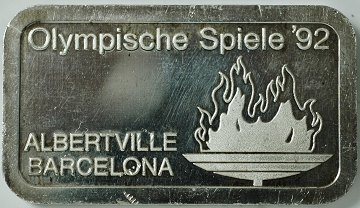 Olympische Spiele '92
ALBERTVILLE
BARCELONA